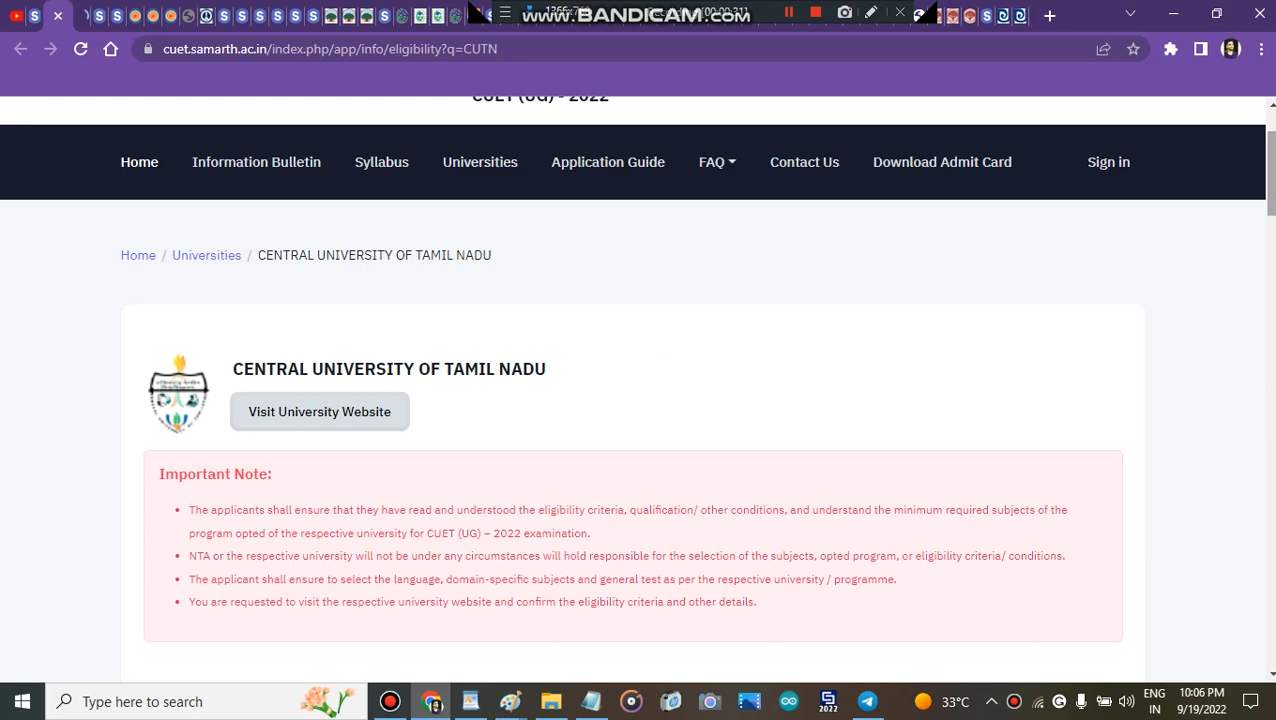 1366x768
Recording [00:00:31]
www.BANDICAM.com
cuet.samarth.ac.in/index.php/app/info/eligibility?q=CUTN
CUET (UG) - 2022
Home Information Bulletin Syllabus Universities Application Guide FAQ Contact Us Download Admit Card Sign in
Home / Universities / CENTRAL UNIVERSITY OF TAMIL NADU
CENTRAL UNIVERSITY OF TAMIL NADU
Visit University Website
Important Note:
• The applicants shall ensure that they have read and understood the eligibility criteria, qualification/ other conditions, and understand the minimum required subjects of the
program opted of the respective university for CUET (UG) – 2022 examination.
• NTA or the respective university will not be under any circumstances will hold responsible for the selection of the subjects, opted program, or eligibility criteria/ conditions.
• The applicant shall ensure to select the language, domain-specific subjects and general test as per the respective university / programme.
• You are requested to visit the respective university website and confirm the eligibility criteria and other details.
Type here to search
2022
33°C
ENG
IN
10:06 PM
9/19/2022